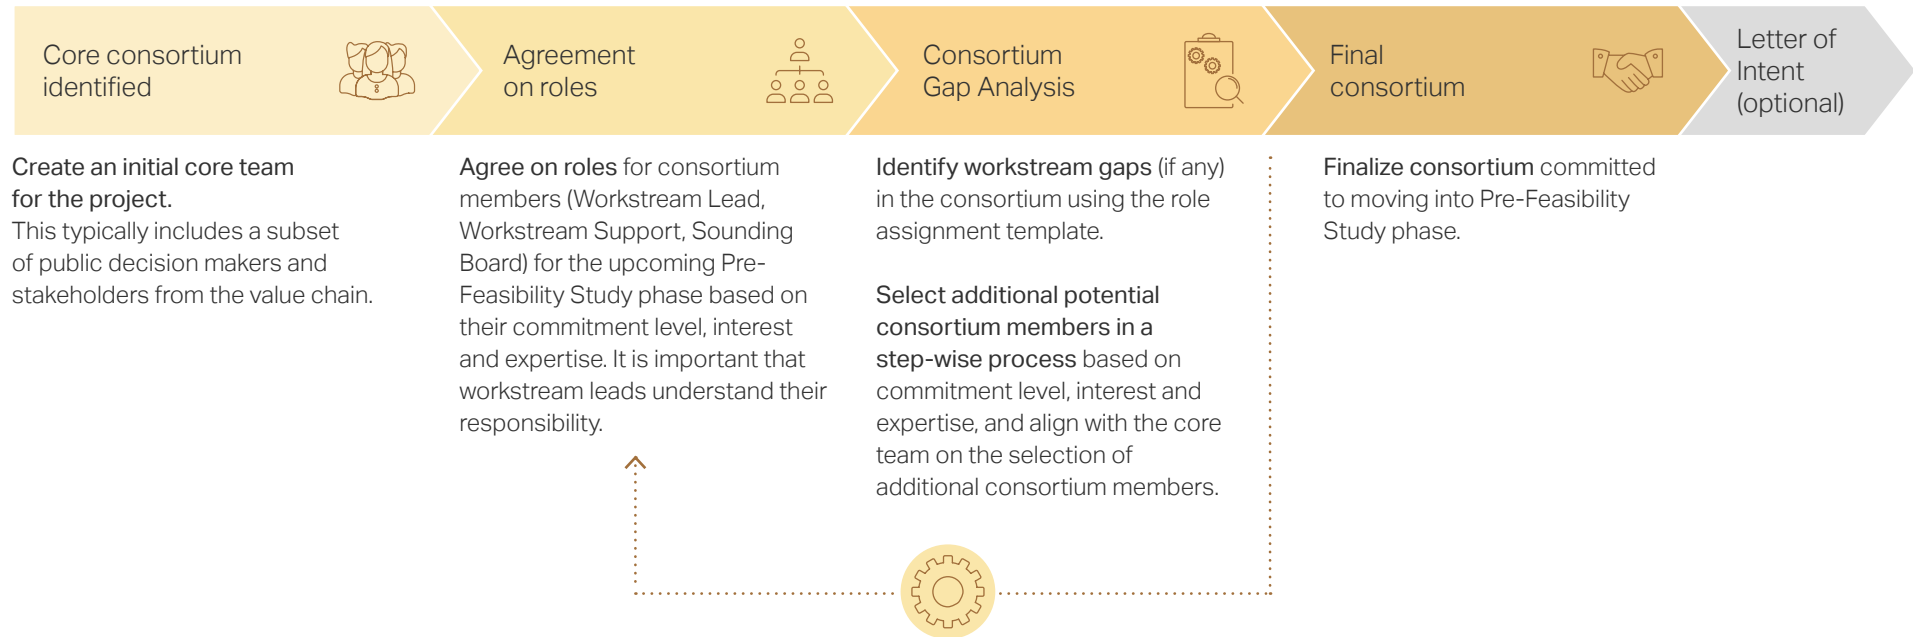 Core consortium
identified
Agreement
on roles
Consortium
Gap Analysis
Final
consortium
Letter of
Intent
(optional)
Create an initial core team
for the project.
This typically includes a subset
of public decision makers and
stakeholders from the value chain.
Agree on roles for consortium
members (Workstream Lead,
Workstream Support, Sounding
Board) for the upcoming Pre-
Feasibility Study phase based on
their commitment level, interest
and expertise. It is important that
workstream leads understand their
responsibility.
Identify workstream gaps (if any)
in the consortium using the role
assignment template.
Select additional potential
consortium members in a
step-wise process based on
commitment level, interest and
expertise, and align with the core
team on the selection of
additional consortium members.
Finalize consortium committed
to moving into Pre-Feasibility
Study phase.